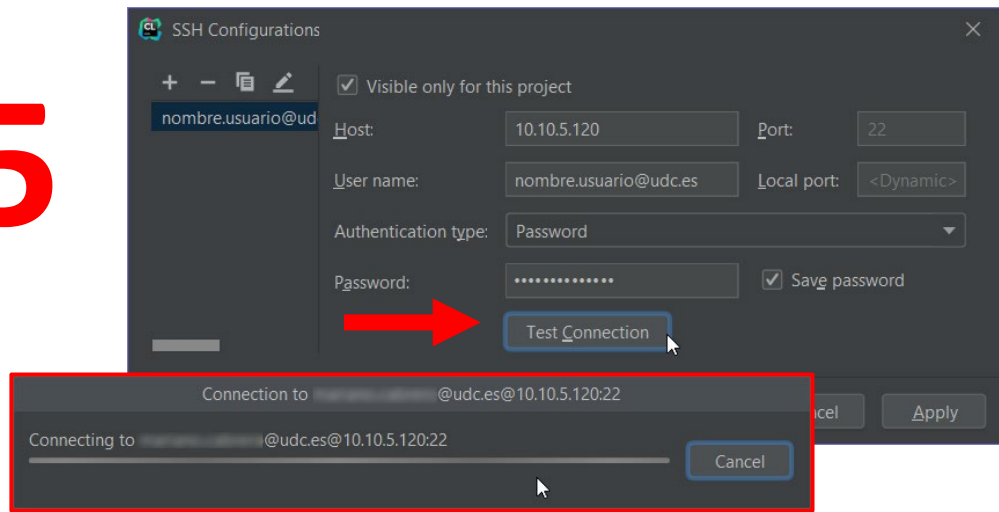 5
CL SSH Configurations
nombre.usuario@ud
Visible only for this project
Host: 10.10.5.120 Port: 22
User name: nombre.usuario@udc.es Local port: <Dynamic>
Authentication type: Password
Password: •••••••••••••• Save password
Test Connection
cel Apply
Connection to @udc.es@10.10.5.120:22
Connecting to @udc.es@10.10.5.120:22
Cancel